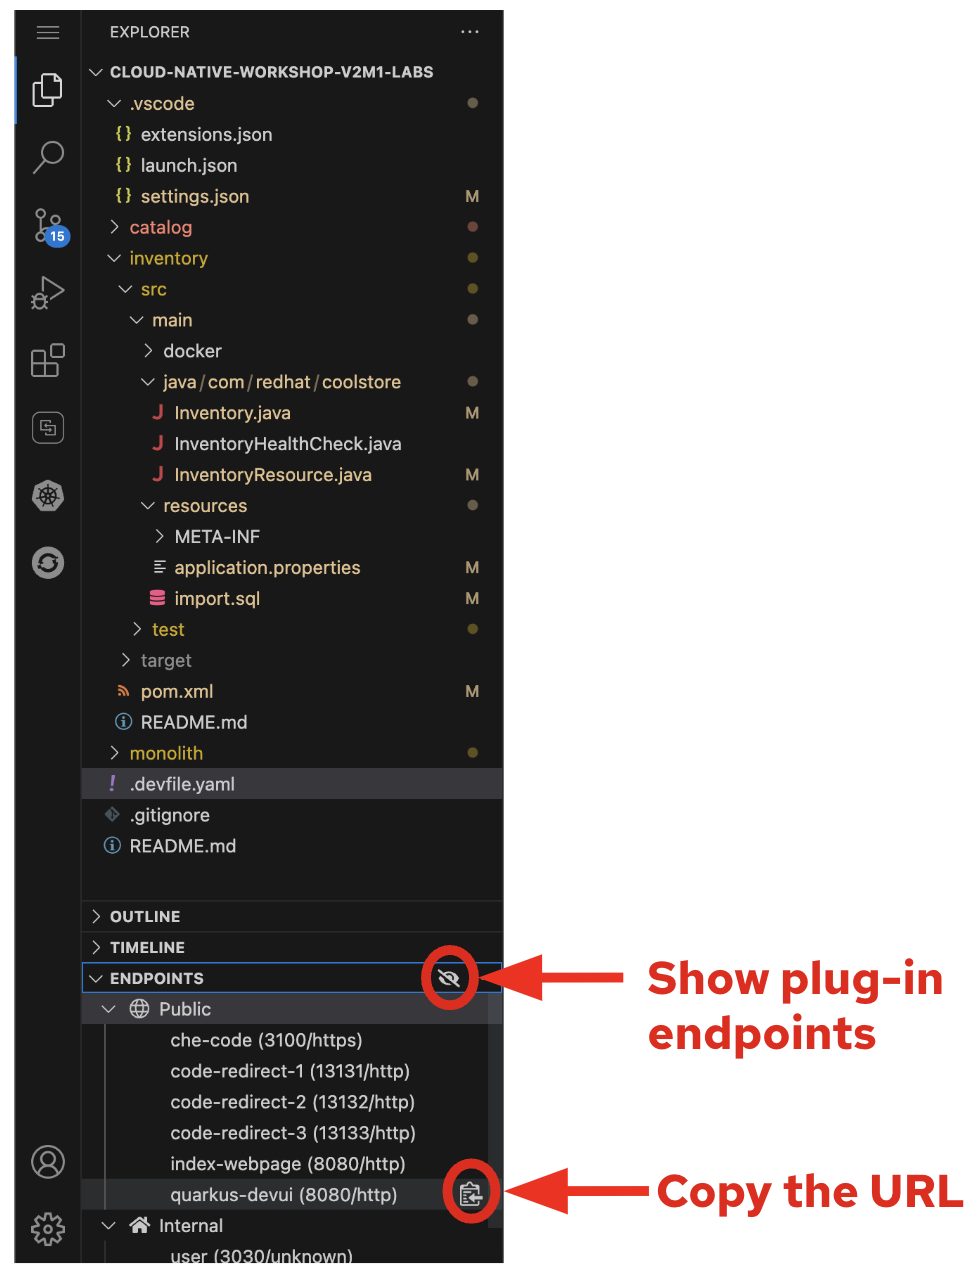 EXPLORER
CLOUD-NATIVE-WORKSHOP-V2M1-LABS
.vscode
{} extensions.json
{} launch.json
{} settings.json M
15
catalog
inventory
src
main
docker
java/com/redhat/coolstore
J Inventory.java M
J InventoryHealthCheck.java
J InventoryResource.java M
resources
META-INF
application.properties M
import.sql M
test
target
pom.xml M
README.md
monolith
! .devfile.yaml
.gitignore
README.md
OUTLINE
TIMELINE
ENDPOINTS
Show plug-in
endpoints
Public
che-code (3100/https)
code-redirect-1 (13131/http)
code-redirect-2 (13132/http)
code-redirect-3 (13133/http)
index-webpage (8080/http)
quarkus-devui (8080/http)
Copy the URL
Internal
user (3030/unknown)